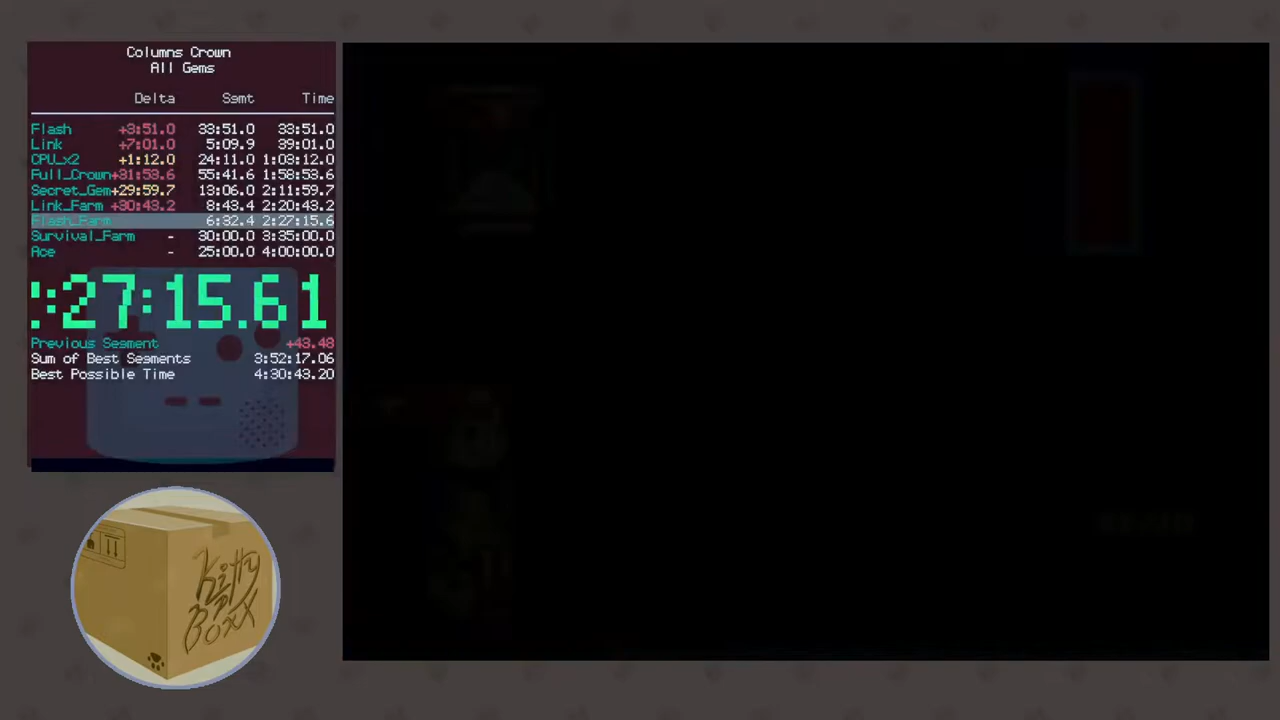 Columns Crown
All Gems
Delta Sgmt Time
Flash +3:51.0 33:51.0 33:51.0
Link +7:01.0 5:09.9 39:01.0
CPU_x2 +1:12.0 24:11.0 1:03:12.0
Full_Crown +31:53.6 55:41.6 1:58:53.6
Secret_Gem +29:59.7 13:06.0 2:11:59.7
Link_Farm +30:43.2 8:43.4 2:20:43.2
Flash_Farm 6:32.4 2:27:15.6
Survival_Farm - 30:00.0 3:35:00.0
Ace - 25:00.0 4:00:00.0
:27:15.61
Previous Segment +43.48
Sum of Best Segments 3:52:17.06
Best Possible Time 4:30:43.20
Kitty
BoxX